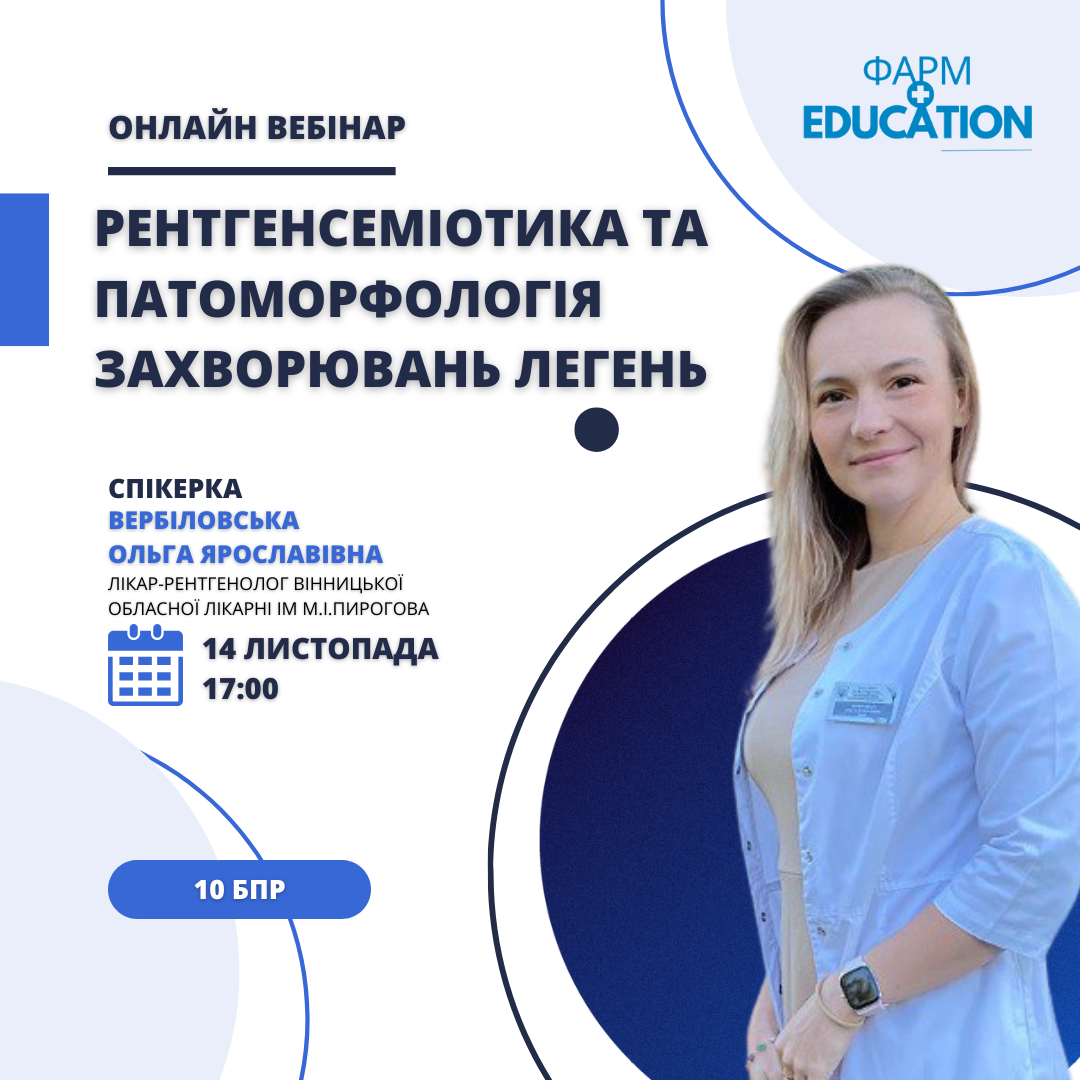 ФАРМ
EDUCATION
ОНЛАЙН ВЕБІНАР
РЕНТГЕНСЕМІОТИКА ТА
ПАТОМОРФОЛОГІЯ
ЗАХВОРЮВАНЬ ЛЕГЕНЬ
СПІКЕРКА
ВЕРБІЛОВСЬКА
ОЛЬГА ЯРОСЛАВІВНА
ЛІКАР-РЕНТГЕНОЛОГ ВІННИЦЬКОЇ
ОБЛАСНОЇ ЛІКАРНІ ІМ М.І.ПИРОГОВА
14 ЛИСТОПАДА
17:00
10 БПР